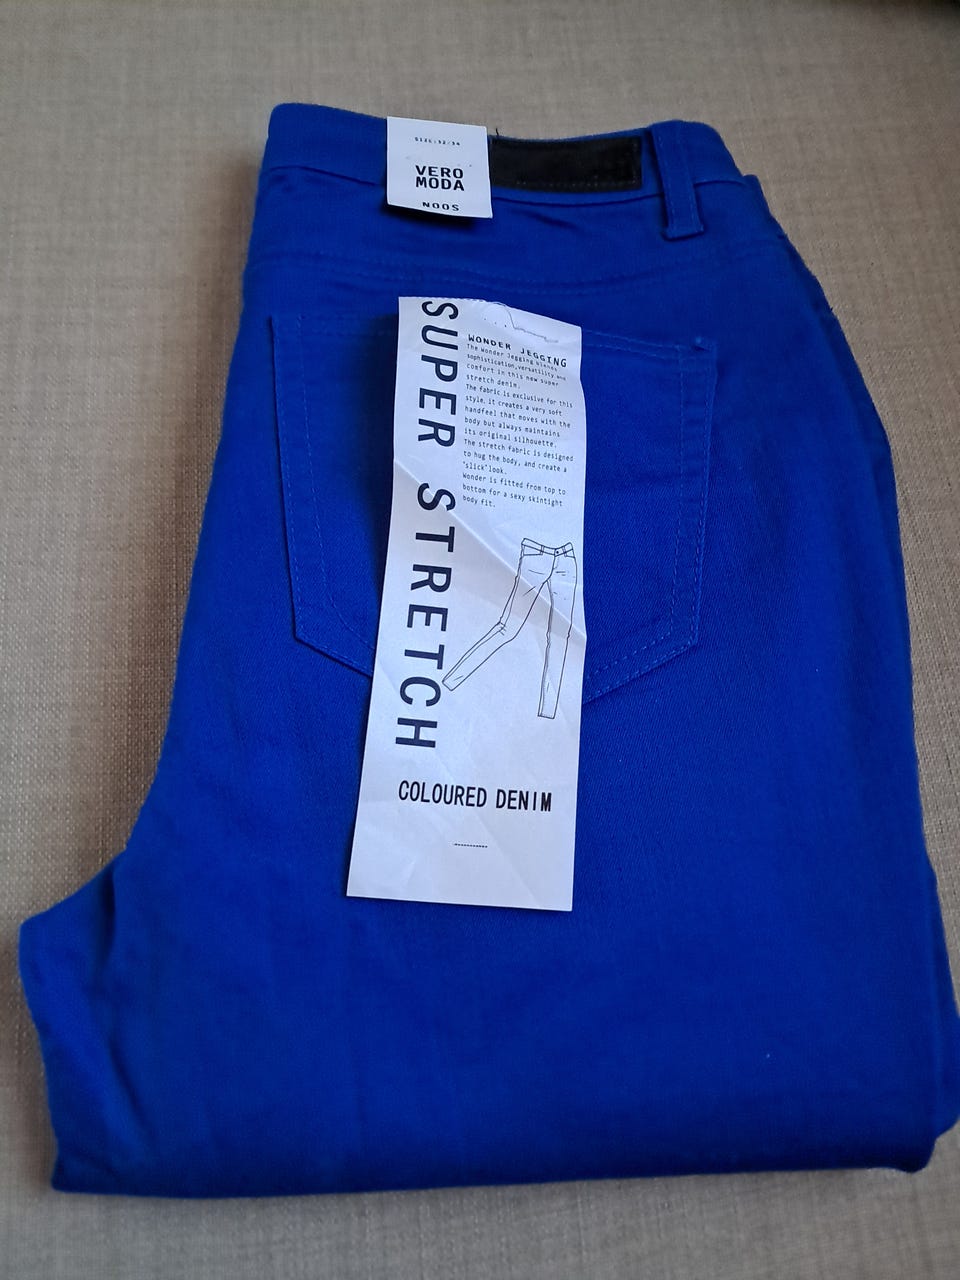 SIZE:32/34
VERO
MODA
NOOS
SUPER STRETCH
WONDER JEGGING
The Wonder Jegging blends
sophistication, versatility and
comfort in this new super
stretch denim.
The fabric is exclusive for this
style, it creates a very soft
handfeel that moves with the
body but always maintains
its original silhouette.
The stretch fabric is designed
to hug the body, and create a
"slick" look.
Wonder is fitted from top to
bottom for a sexy skintight
body fit.
COLOURED DENIM